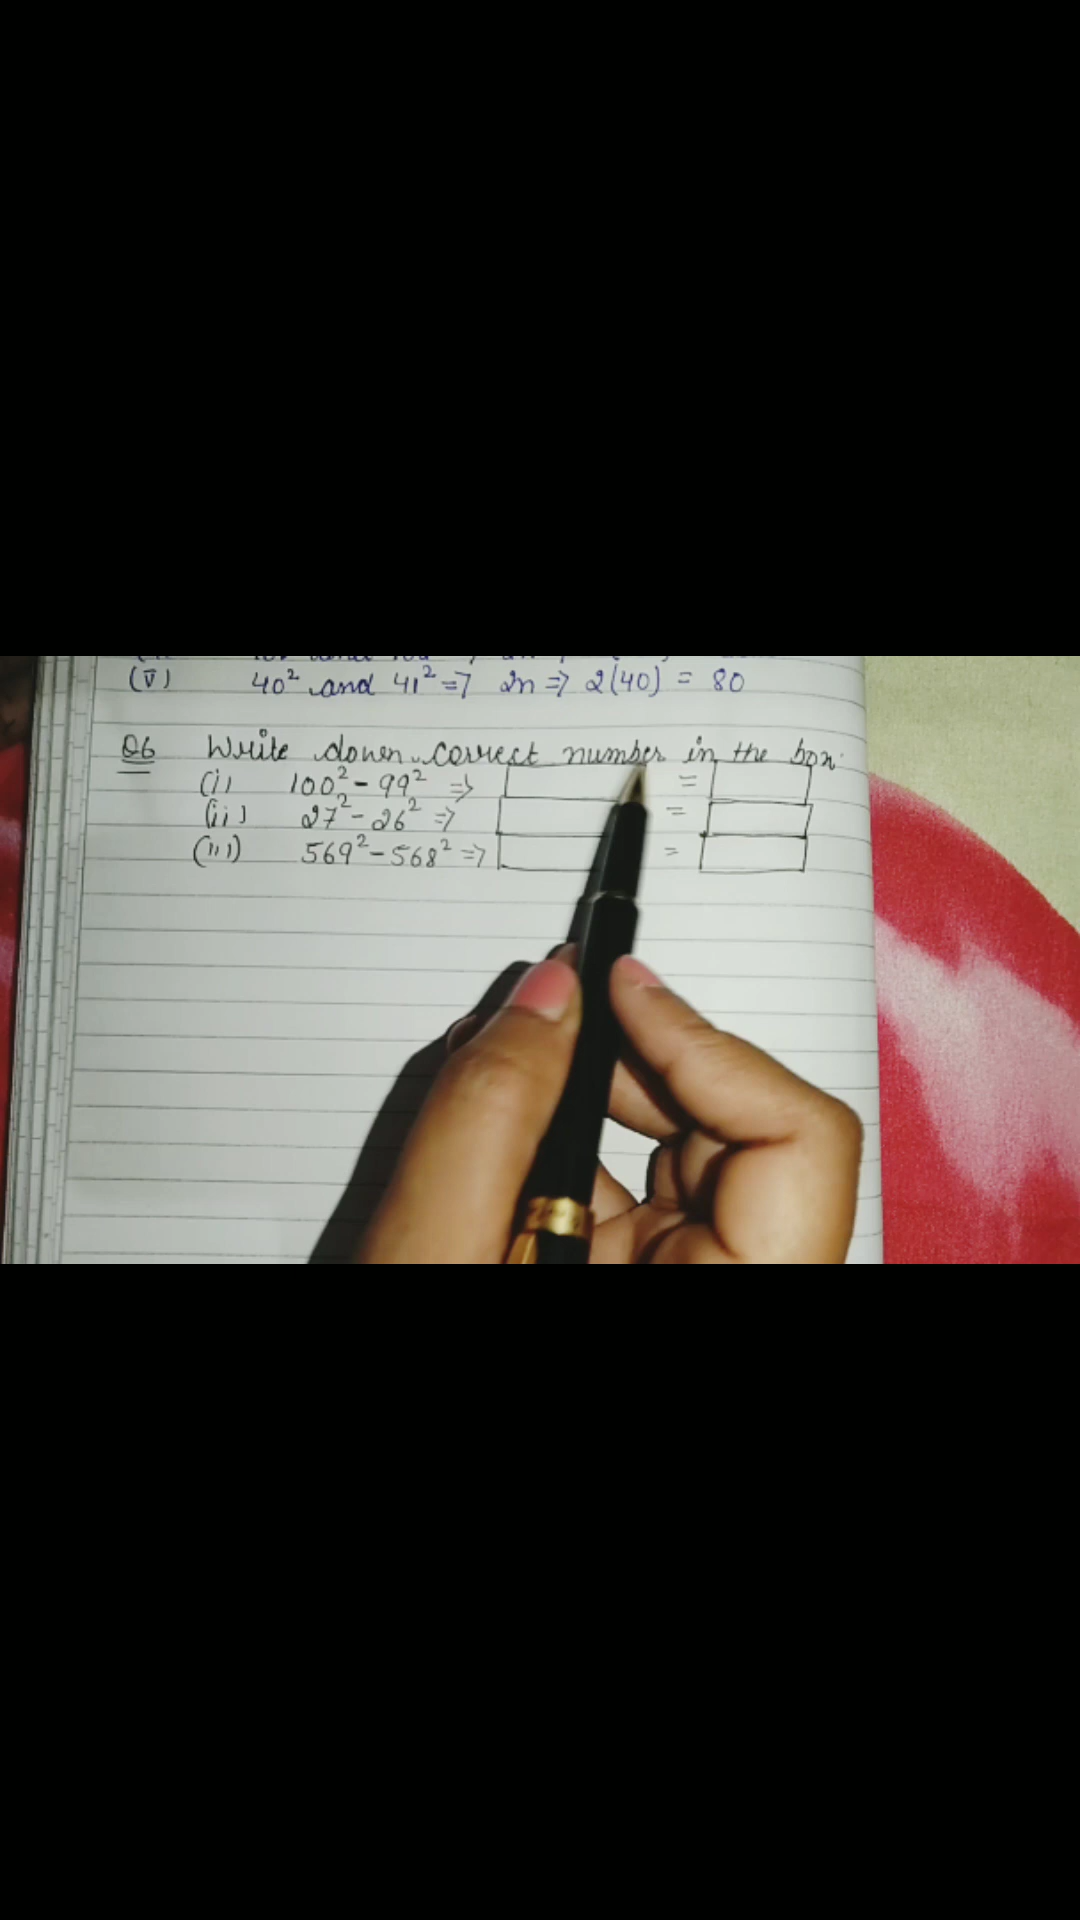 (V) 40² and 41² => 2n => 2(40) = 80
Q6 Write down correct number in the box.
(i) 100² - 99² => =
(ii) 27² - 26² => =
(iii) 569² - 568² => =